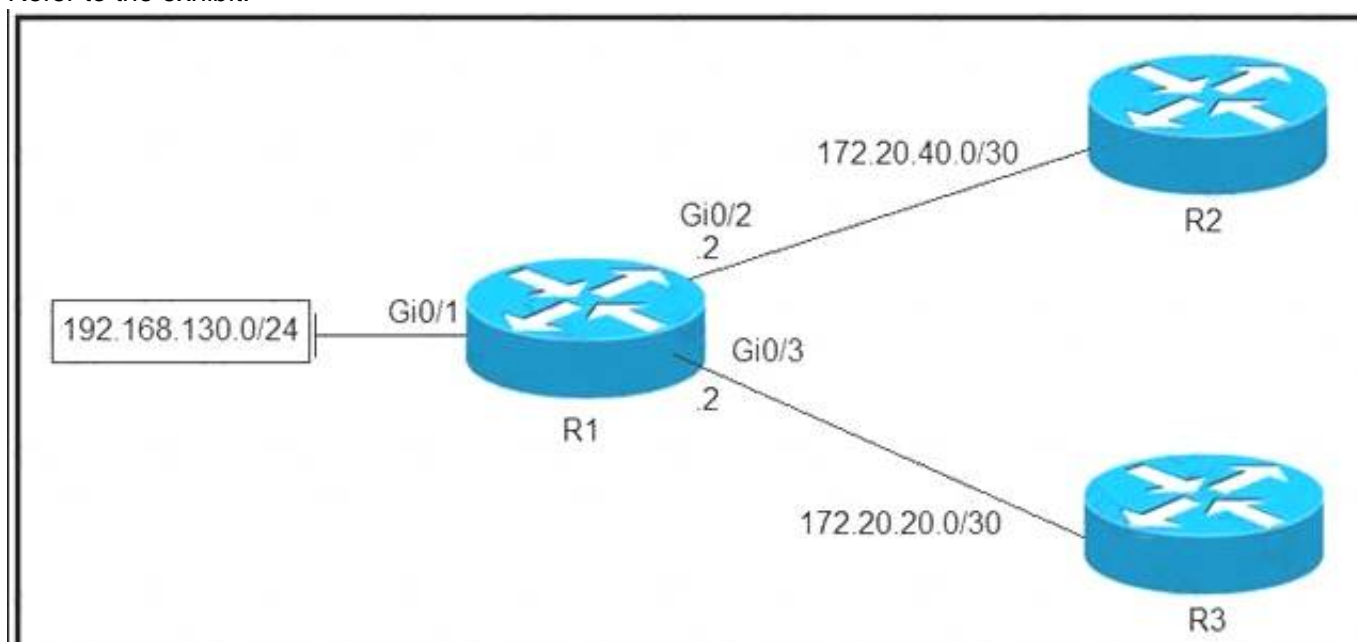 Refer to the exhibit.
172.20.40.0/30
R2
Gi0/2
.2
192.168.130.0/24
Gi0/1
Gi0/3
.2
R1
172.20.20.0/30
R3